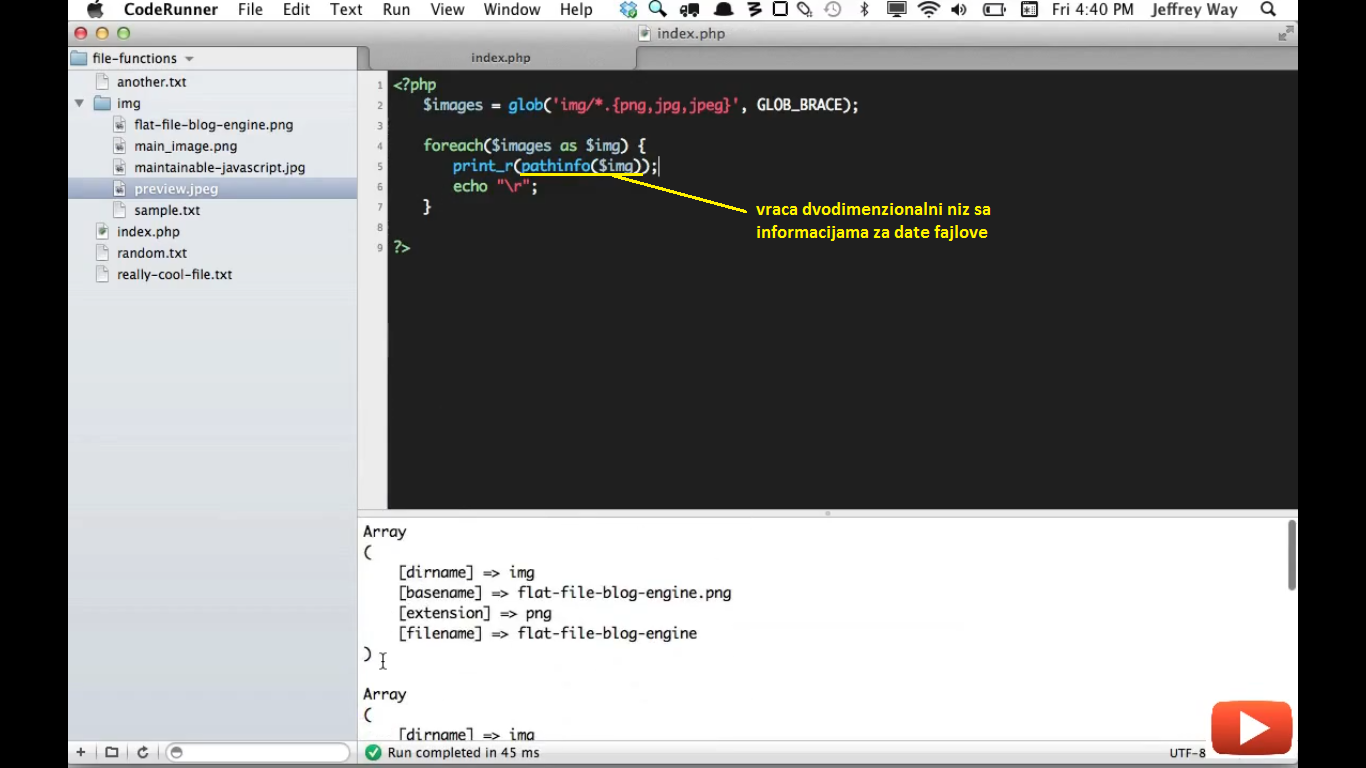 CodeRunner File Edit Text Run View Window Help Fri 4:40 PM Jeffrey Way
index.php
file-functions
index.php
another.txt
img
flat-file-blog-engine.png
main_image.png
maintainable-javascript.jpg
preview.jpeg
sample.txt
index.php
random.txt
really-cool-file.txt
1 <?php
2 $images = glob('img/*.{png,jpg,jpeg}', GLOB_BRACE);
3
4 foreach($images as $img) {
5 print_r(pathinfo($img));
6 echo "\r";
7 }
8
9 ?>
vraca dvodimenzionalni niz sa
informacijama za date fajlove
Array
(
[dirname] => img
[basename] => flat-file-blog-engine.png
[extension] => png
[filename] => flat-file-blog-engine
)
Array
(
[dirname] => img
Run completed in 45 ms
UTF-8